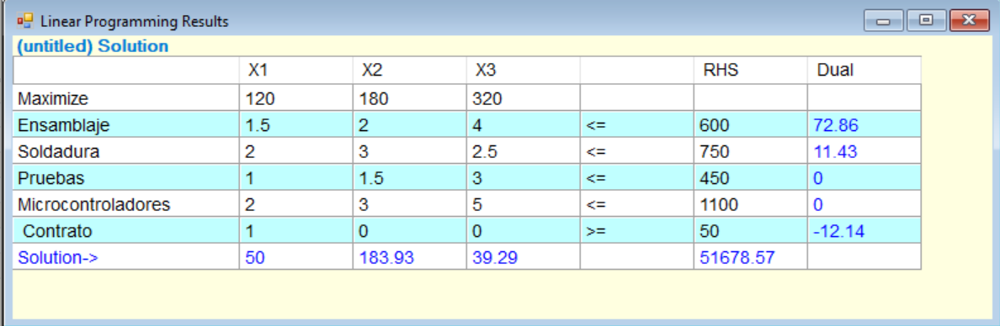 Linear Programming Results
(untitled) Solution
X1 X2 X3 RHS Dual
Maximize 120 180 320
Ensamblaje 1.5 2 4 <= 600 72.86
Soldadura 2 3 2.5 <= 750 11.43
Pruebas 1 1.5 3 <= 450 0
Microcontroladores 2 3 5 <= 1100 0
Contrato 1 0 0 >= 50 -12.14
Solution-> 50 183.93 39.29 51678.57